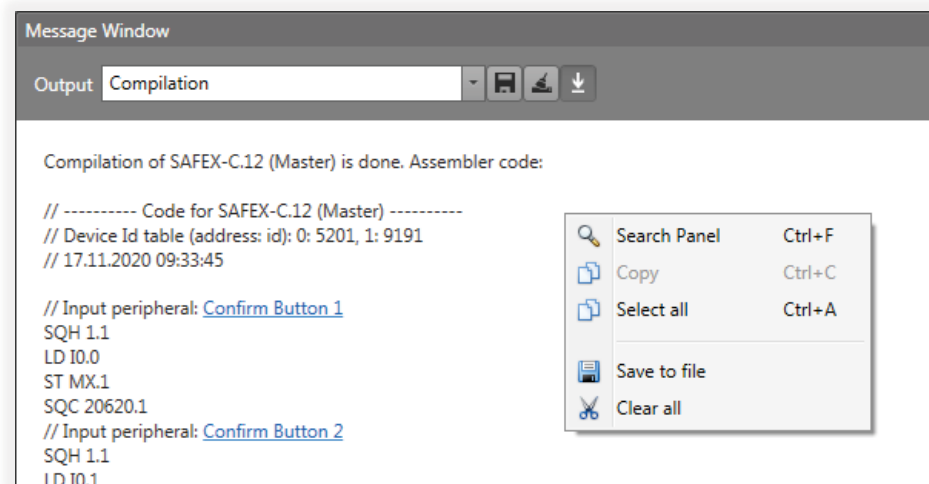 Message Window
Output Compilation
Compilation of SAFEX-C.12 (Master) is done. Assembler code:
// ---------- Code for SAFEX-C.12 (Master) ----------
// Device Id table (address: id): 0: 5201, 1: 9191
// 17.11.2020 09:33:45
// Input peripheral: Confirm Button 1
SQH 1.1
LD I0.0
ST MX.1
SQC 20620.1
// Input peripheral: Confirm Button 2
SQH 1.1
LD I0.1
Search Panel Ctrl+F
Copy Ctrl+C
Select all Ctrl+A
Save to file
Clear all